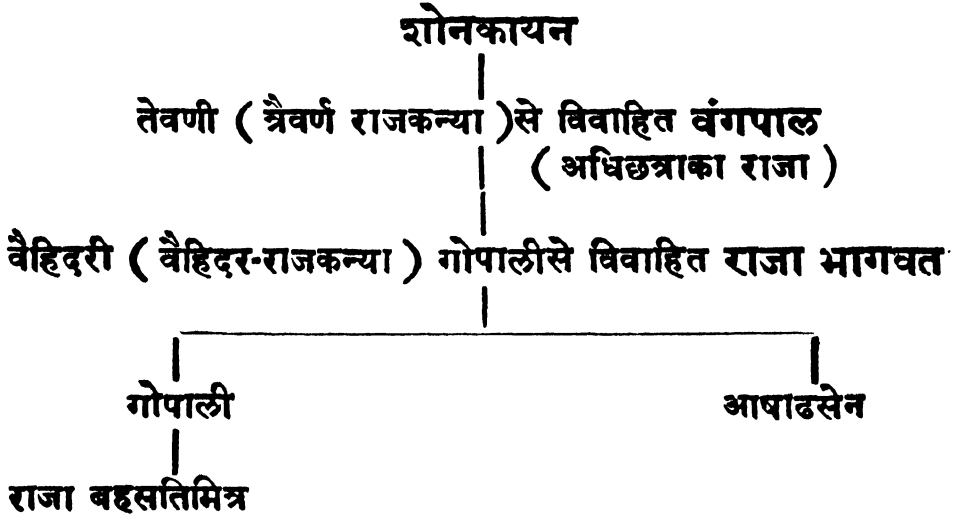 शोनकायन
तेवणी ( त्रैवर्ण राजकन्या )से विवाहित वंगपाल
( अधिछत्राका राजा )
वैहिदरी ( वैहिदर-राजकन्या ) गोपालीसे विवाहित राजा भागवत
गोपाली आषाढसेन
राजा बहसतिमित्र